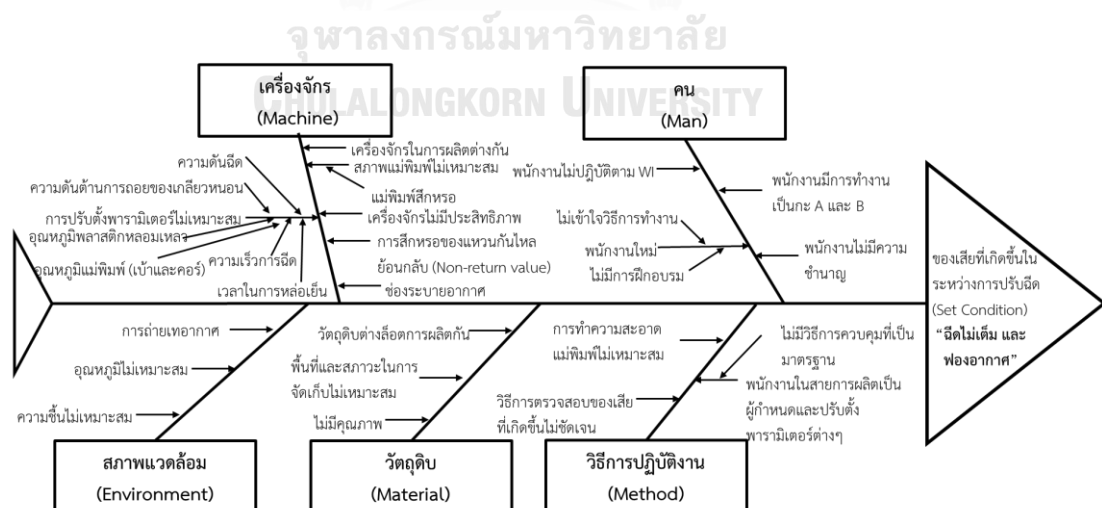 จุฬาลงกรณ์มหาวิทยาลัย
CHULALONGKORN UNIVERSITY
เครื่องจักร
(Machine)
คน
(Man)
เครื่องจักรในการผลิตต่างกัน
สภาพแม่พิมพ์ไม่เหมาะสม
แม่พิมพ์สึกหรอ
เครื่องจักรไม่มีประสิทธิภาพ
การสึกหรอของแหวนกันไหล
ย้อนกลับ (Non-return value)
ช่องระบายอากาศ
ความดันฉีด
ความดันต้านการถอยของเกลียวหนอน
การปรับตั้งพารามิเตอร์ไม่เหมาะสม
อุณหภูมิพลาสติกหลอมเหลว
อุณหภูมิแม่พิมพ์ (เบ้าและคอร์)
ความเร็วการฉีด
เวลาในการหล่อเย็น
พนักงานไม่ปฏิบัติตาม WI
พนักงานมีการทำงาน
เป็นกะ A และ B
ไม่เข้าใจวิธีการทำงาน
พนักงานใหม่
ไม่มีการฝึกอบรม
พนักงานไม่มีความ
ชำนาญ
ของเสียที่เกิดขึ้นใน
ระหว่างการปรับฉีด
(Set Condition)
“ฉีดไม่เต็ม และ
ฟองอากาศ”
การถ่ายเทอากาศ
อุณหภูมิไม่เหมาะสม
ความชื้นไม่เหมาะสม
วัตถุดิบต่างล็อตการผลิตกัน
พื้นที่และสภาวะในการ
จัดเก็บไม่เหมาะสม
ไม่มีคุณภาพ
การทำความสะอาด
แม่พิมพ์ไม่เหมาะสม
วิธีการตรวจสอบของเสีย
ที่เกิดขึ้นไม่ชัดเจน
ไม่มีวิธีการควบคุมที่เป็น
มาตรฐาน
พนักงานในสายการผลิตเป็น
ผู้กำหนดและปรับตั้ง
พารามิเตอร์ต่างๆ
สภาพแวดล้อม
(Environment)
วัตถุดิบ
(Material)
วิธีการปฏิบัติงาน
(Method)